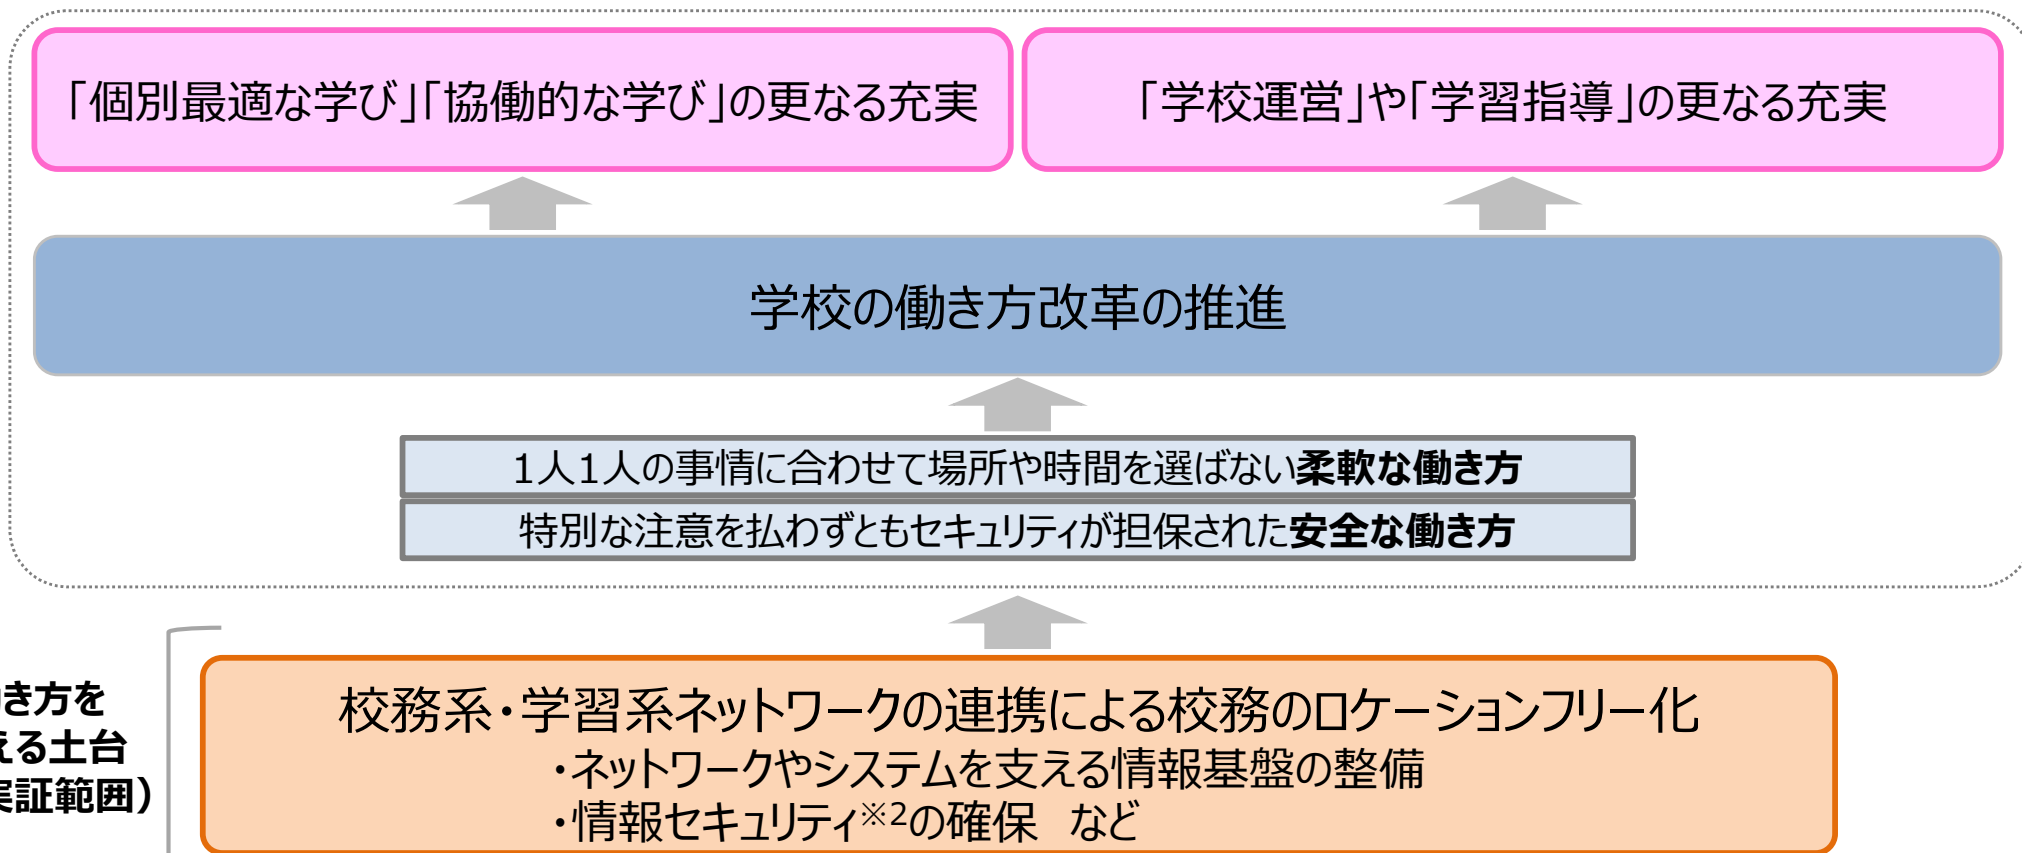 「個別最適な学び」「協働的な学び」の更なる充実
「学校運営」や「学習指導」の更なる充実
学校の働き方改革の推進
1人1人の事情に合わせて場所や時間を選ばない柔軟な働き方
特別な注意を払わずともセキュリティが担保された安全な働き方
き方を
える土台
実証範囲）
校務系・学習系ネットワークの連携による校務のロケーションフリー化
・ネットワークやシステムを支える情報基盤の整備
・情報セキュリティ※2の確保　など